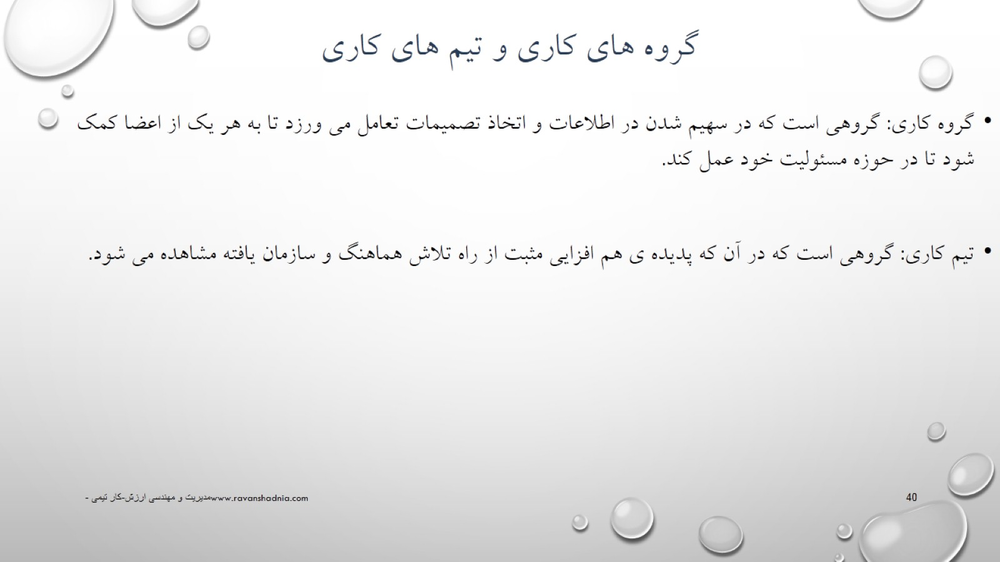 گروه های کاری و تیم های کاری
• گروه کاری: گروهی است که در سهیم شدن در اطلاعات و اتخاذ تصمیمات تعامل می ورزد تا به هر یک از اعضا کمک
شود تا در حوزه مسئولیت خود عمل کند.
• تیم کاری: گروهی است که در آن که پدیده ی هم افزایی مثبت از راه تلاش هماهنگ و سازمان یافته مشاهده می شود.
www.ravanshadnia.comمدیریت و مهندسی ارزش-کار تیمی -
40